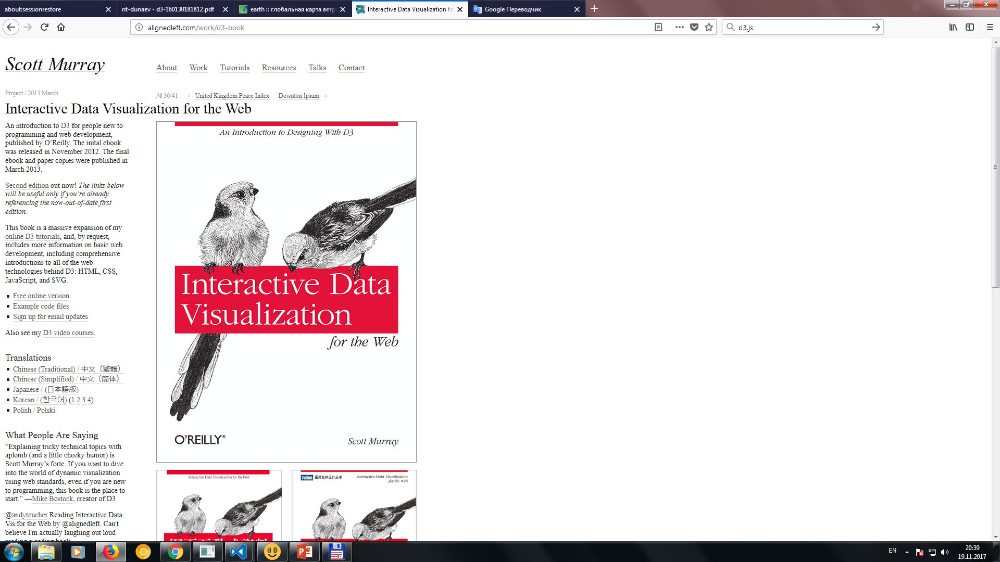 about:sessionrestore
rit-dunaev - d3-160130181812.pdf
earth :: глобальная карта ветр
Interactive Data Visualization fo
Google Переводчик
alignedleft.com/work/d3-book
d3.js
Scott Murray
About Work Tutorials Resources Talks Contact
Project / 2013 March
№ 30/41 ← United Kingdom Peace Index Downton Ipsum →
Interactive Data Visualization for the Web
An introduction to D3 for people new to
programming and web development,
published by O’Reilly. The inital ebook
was released in November 2012. The final
ebook and paper copies were published in
March 2013.
Second edition out now! The links below
will be useful only if you’re already
referencing the now-out-of-date first
edition.
This book is a massive expansion of my
online D3 tutorials, and, by request,
includes more information on basic web
development, including comprehensive
introductions to all of the web
technologies behind D3: HTML, CSS,
JavaScript, and SVG.
Free online version
Example code files
Sign up for email updates
Also see my D3 video courses.
Translations
Chinese (Traditional) / 中文（繁體）
Chinese (Simplified) / 中文（简体）
Japanese / (日本語版)
Korean / (한국어) (1 2 3 4)
Polish / Polski
What People Are Saying
“Explaining tricky technical topics with
aplomb (and a little cheeky humor) is
Scott Murray’s forte. If you want to dive
into the world of dynamic visualization
using web standards, even if you are new
to programming, this book is the place to
start.” —Mike Bostock, creator of D3
@andyteucher Reading Interactive Data
Vis for the Web by @alignedleft. Can't
believe I'm actually laughing out loud
reading a coding book
An Introduction to Designing With D3
Interactive Data
Visualization
for the Web
O'REILLY®
Scott Murray
Interactive Data Visualization for the Web
TURING 图灵程序设计丛书
Interactive Data Visualization
for the Web
EN
20:39
19.11.2017